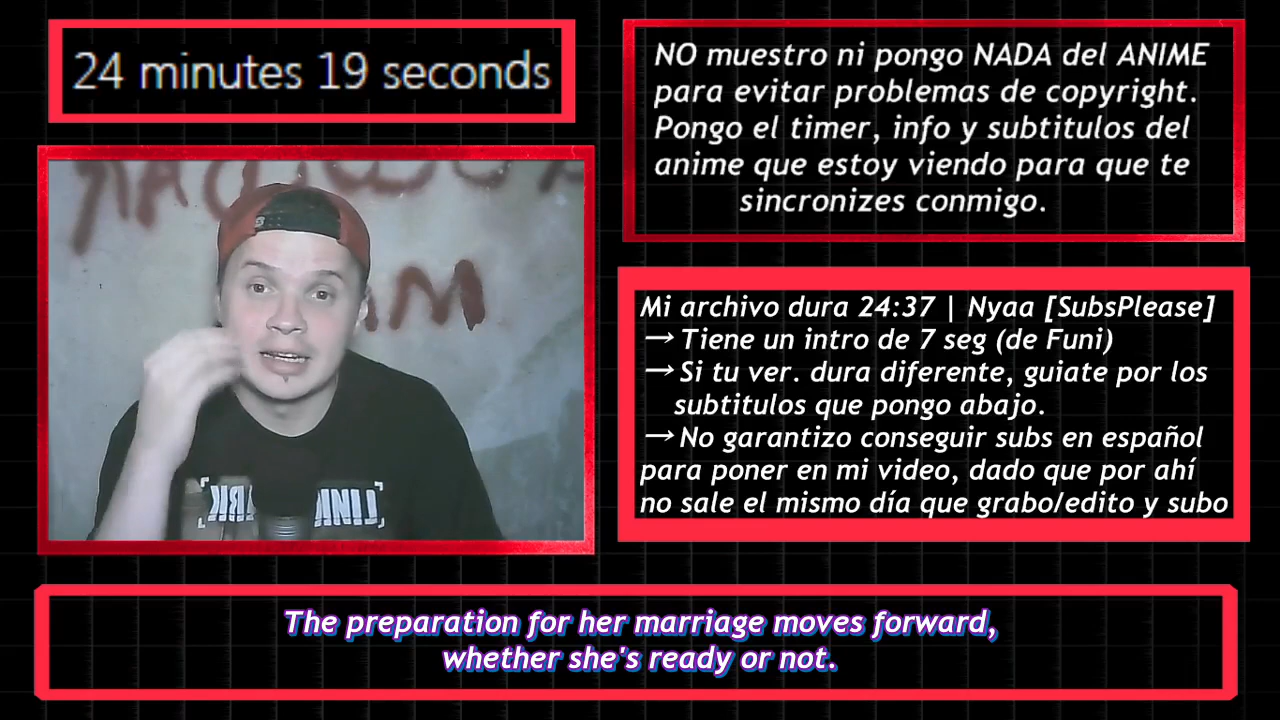 24 minutes 19 seconds
NO muestro ni pongo NADA del ANIME
para evitar problemas de copyright.
Pongo el timer, info y subtitulos del
anime que estoy viendo para que te
sincronizes conmigo.
Mi archivo dura 24:37 | Nyaa [SubsPlease]
→ Tiene un intro de 7 seg (de Funi)
→ Si tu ver. dura diferente, guiate por los
subtitulos que pongo abajo.
→ No garantizo conseguir subs en español
para poner en mi video, dado que por ahí
no sale el mismo día que grabo/edito y subo
The preparation for her marriage moves forward,
whether she's ready or not.